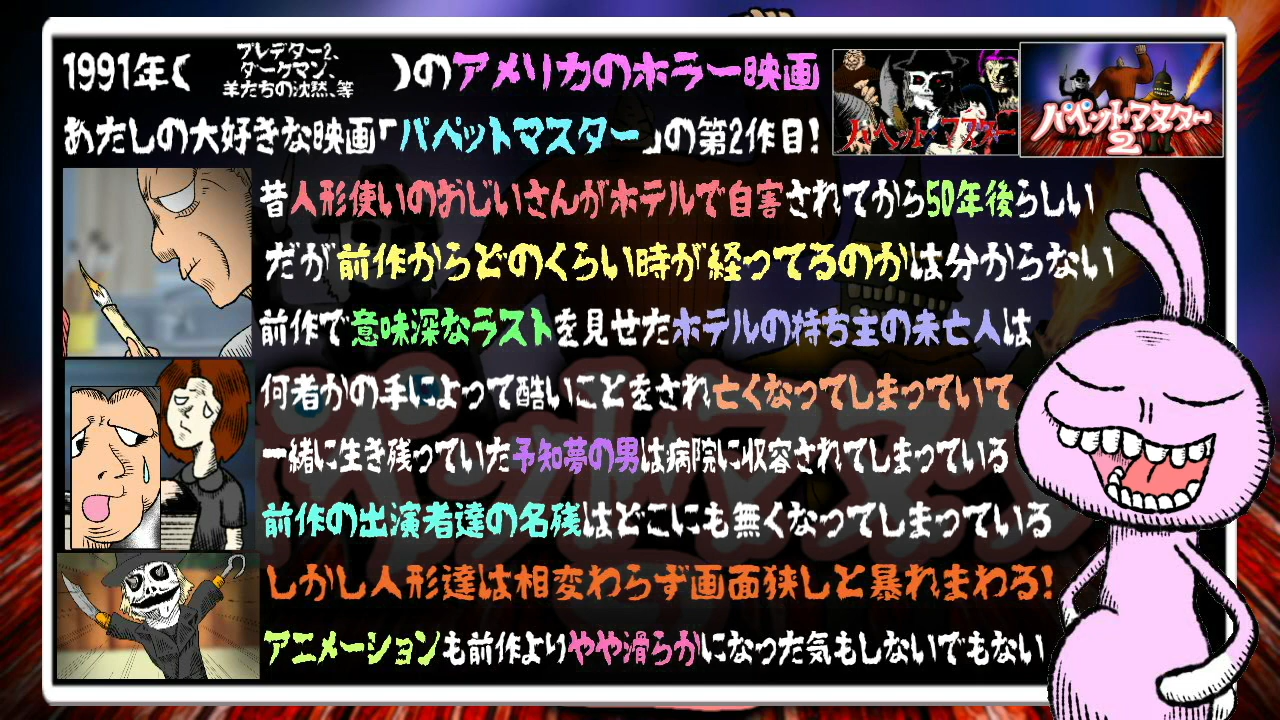 1991年(プレデター2、ダークマン、羊たちの沈黙、等)のアメリカのホラー映画
あたしの大好きな映画「パペットマスター」の第2作目!
パペット・マスター
パペットマスター2
昔人形使いのおじいさんがホテルで自害されてから50年後らしい
だが前作からどのくらい時が経ってるのかは分からない
前作で意味深なラストを見せたホテルの持ち主の未亡人は
何者かの手によって酷いことをされ亡くなってしまっていて
一緒に生き残っていた予知夢の男は病院に収容されてしまっている
前作の出演者達の名残はどこにも無くなってしまっている
しかし人形達は相変わらず画面狭しと暴れまわる!
アニメーションも前作よりやや滑らかになった気もしないでもない